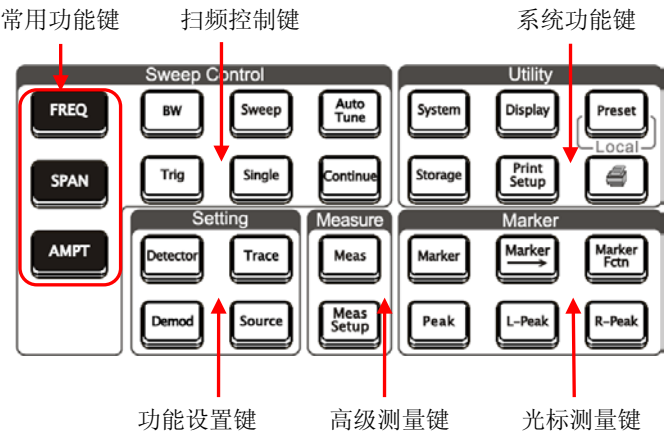 常用功能键 扫频控制键 系统功能键
Sweep Control Utility
FREQ BW Sweep Auto Tune System Display Preset
Local
SPAN Trig Single Continue Storage Print Setup
Setting Measure Marker
AMPT Detector Trace Meas Marker Marker → Marker Fctn
Demod Source Meas Setup Peak L-Peak R-Peak
功能设置键 高级测量键 光标测量键